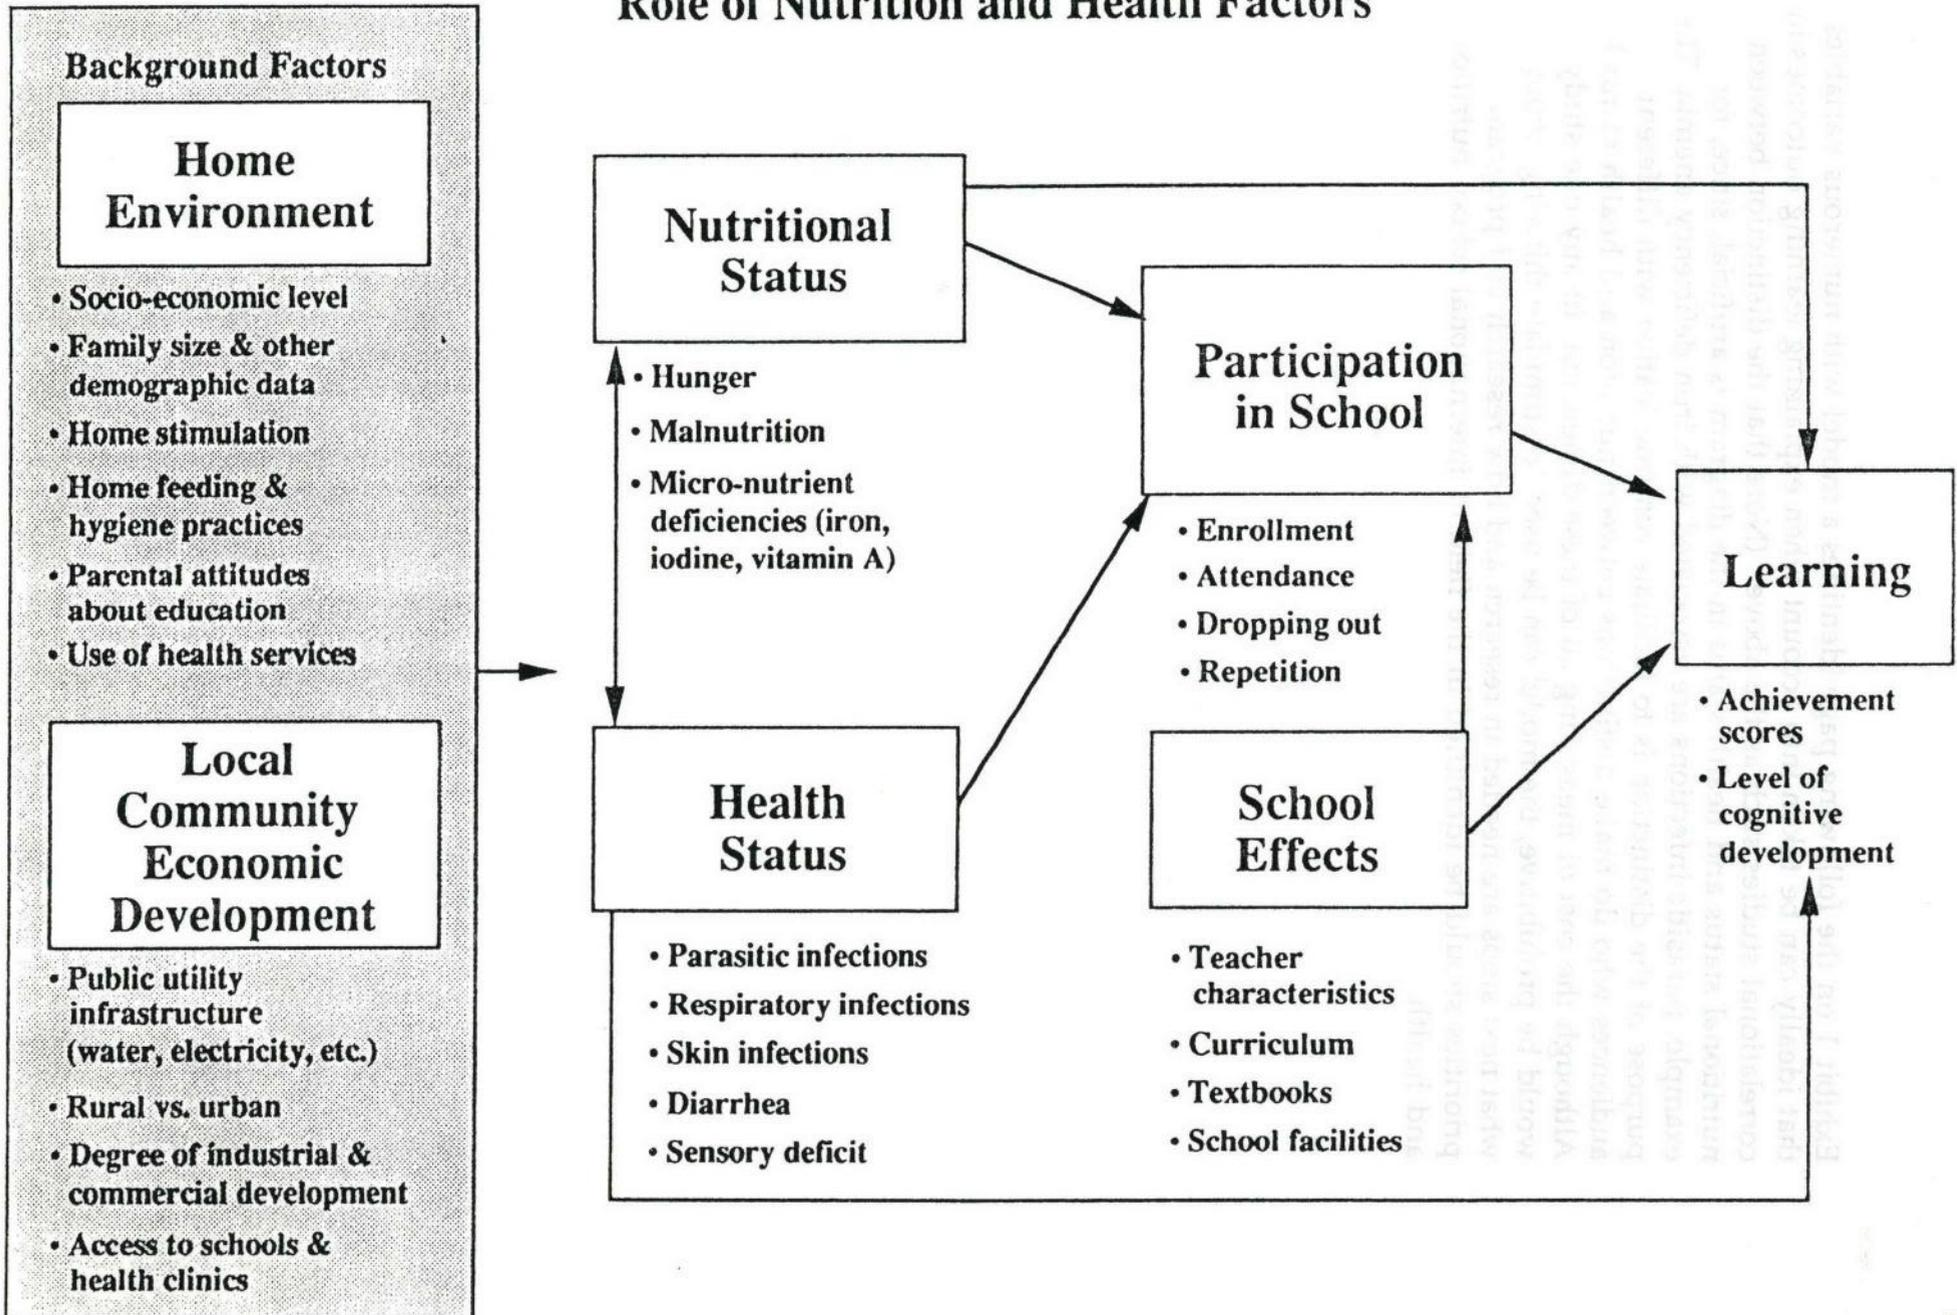 Role of Nutrition and Health Factors
Background Factors
Home
Environment
• Socio-economic level
• Family size & other
demographic data
• Home stimulation
• Home feeding &
hygiene practices
• Parental attitudes
about education
• Use of health services
Local
Community
Economic
Development
• Public utility
infrastructure
(water, electricity, etc.)
• Rural vs. urban
• Degree of industrial &
commercial development
• Access to schools &
health clinics
Nutritional
Status
• Hunger
• Malnutrition
• Micro-nutrient
deficiencies (iron,
iodine, vitamin A)
Health
Status
• Parasitic infections
• Respiratory infections
• Skin infections
• Diarrhea
• Sensory deficit
Participation
in School
• Enrollment
• Attendance
• Dropping out
• Repetition
School
Effects
• Teacher
characteristics
• Curriculum
• Textbooks
• School facilities
Learning
• Achievement
scores
• Level of
cognitive
development